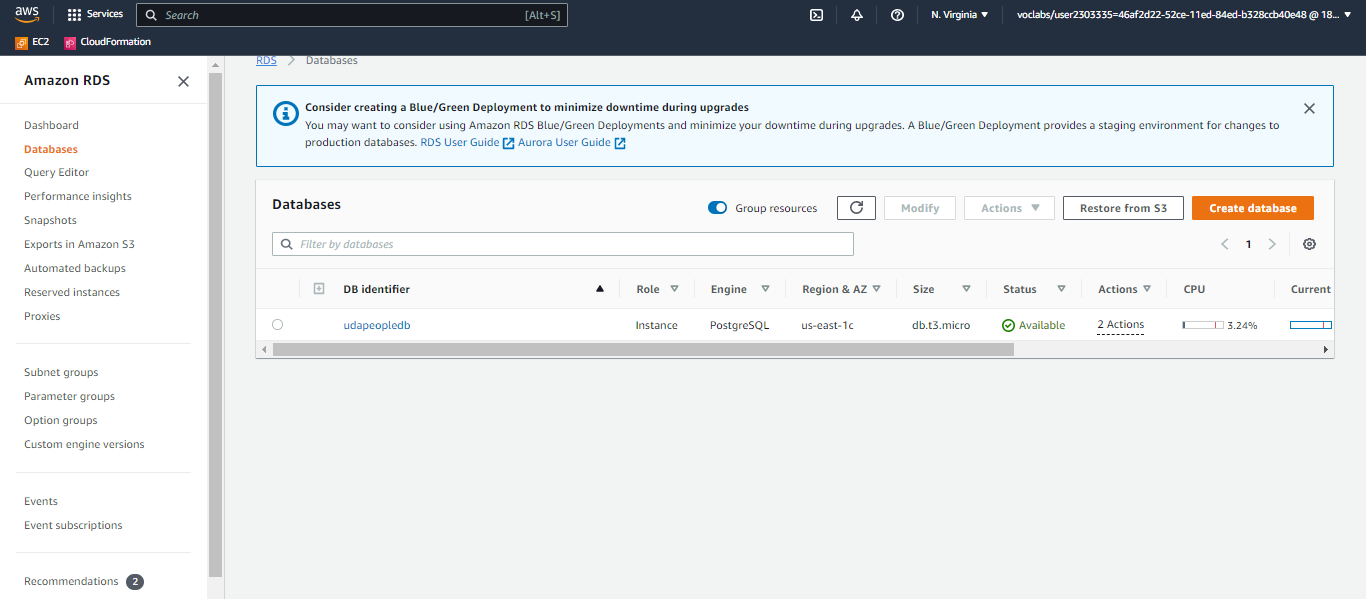 aws
Services
Search
[Alt+S]
N. Virginia
voclabs/user2303335=46af2d22-52ce-11ed-84ed-b328ccb40e48 @ 18...
EC2
CloudFormation
Amazon RDS
Dashboard
Databases
Query Editor
Performance insights
Snapshots
Exports in Amazon S3
Automated backups
Reserved instances
Proxies
Subnet groups
Parameter groups
Option groups
Custom engine versions
Events
Event subscriptions
Recommendations 2
RDS > Databases
Consider creating a Blue/Green Deployment to minimize downtime during upgrades
You may want to consider using Amazon RDS Blue/Green Deployments and minimize your downtime during upgrades. A Blue/Green Deployment provides a staging environment for changes to
production databases. RDS User Guide Aurora User Guide
Databases
Group resources
Modify
Actions
Restore from S3
Create database
Filter by databases
1
DB identifier Role Engine Region & AZ Size Status Actions CPU Current
udapeopledb Instance PostgreSQL us-east-1c db.t3.micro Available 2 Actions 3.24%